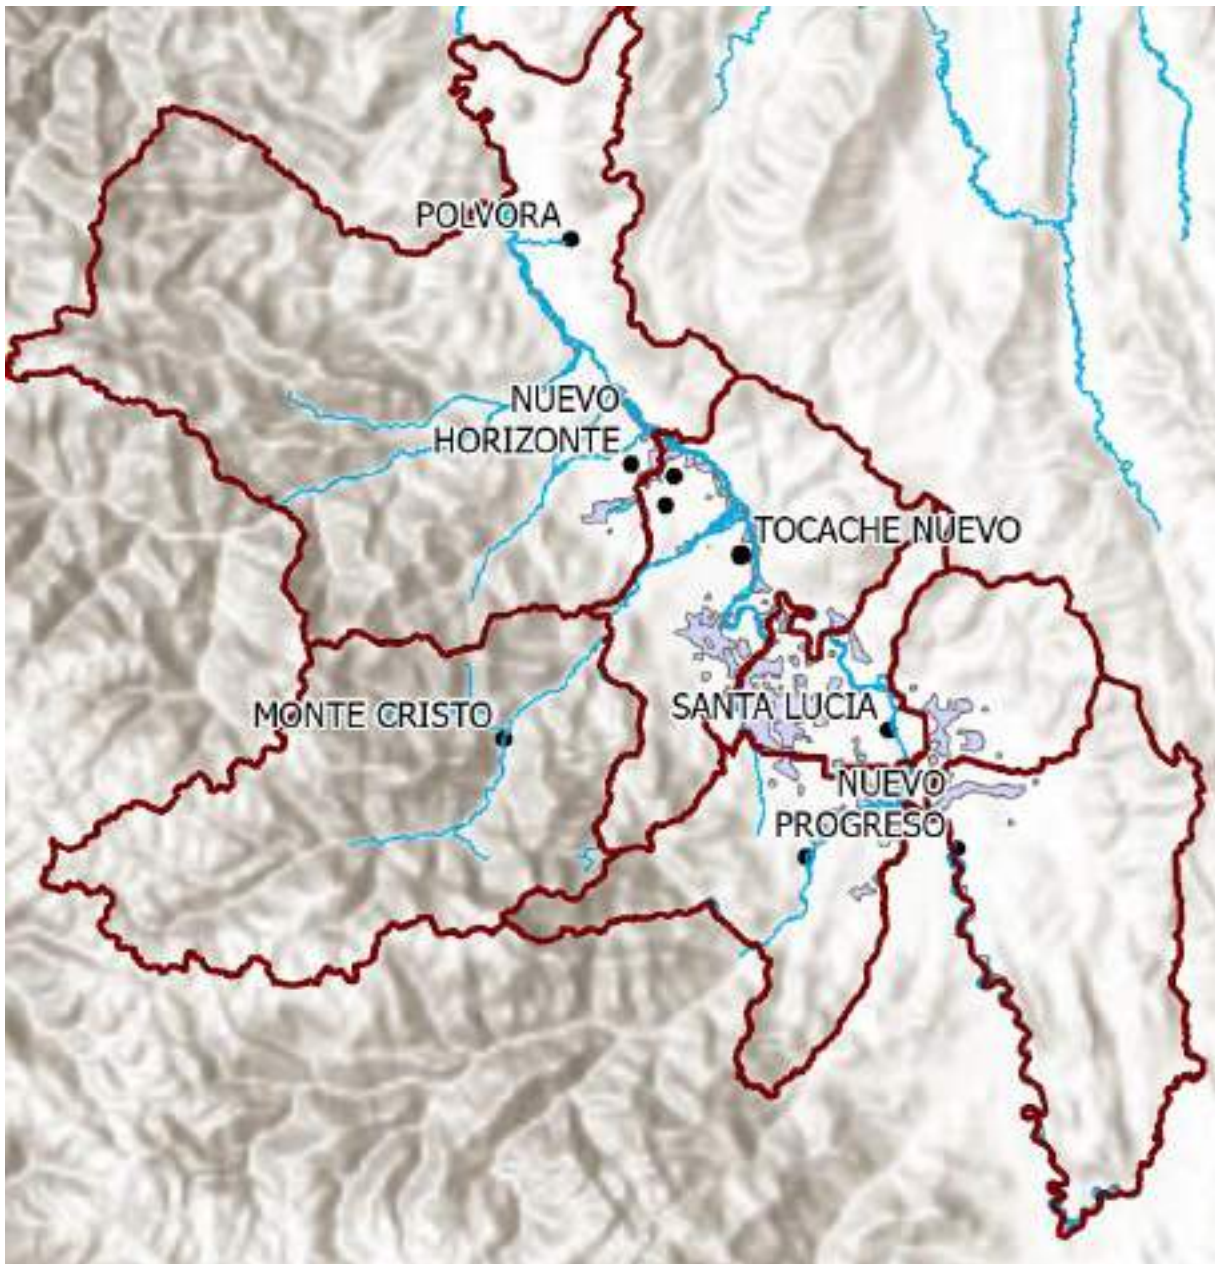 POLVORA
NUEVO
HORIZONTE
TOCACHE NUEVO
MONTE CRISTO
SANTA LUCIA
NUEVO
PROGRESO